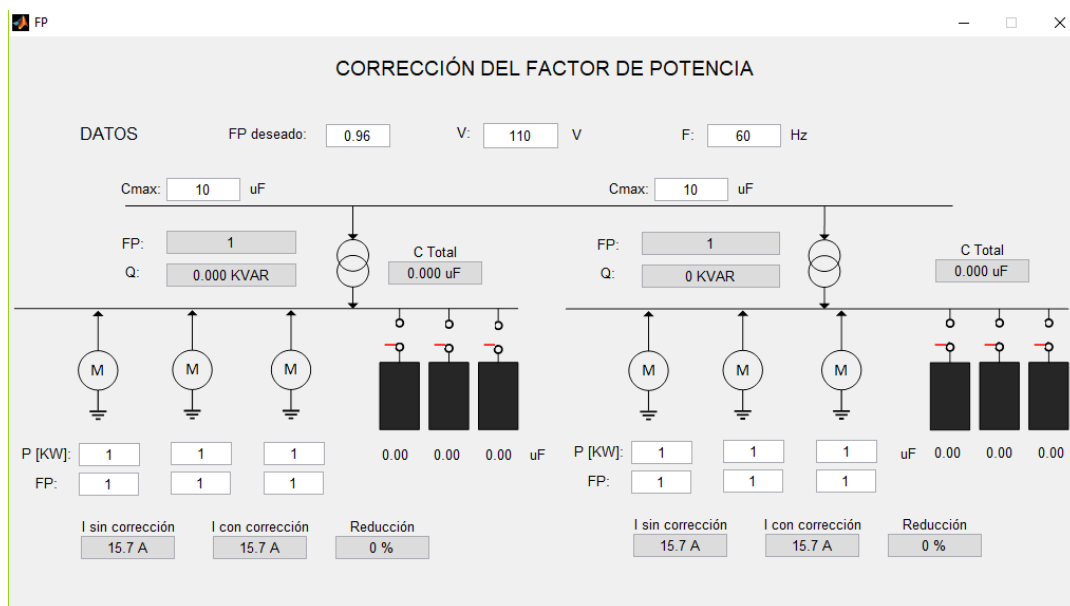 FP
CORRECCIÓN DEL FACTOR DE POTENCIA
DATOS FP deseado: 0.96 V: 110 V F: 60 Hz
Cmax: 10 uF Cmax: 10 uF
FP: 1 C Total FP: 1 C Total
Q: 0.000 KVAR 0.000 uF Q: 0 KVAR 0.000 uF
M M M M M M
P [KW]: 1 1 1 0.00 0.00 0.00 uF P [KW]: 1 1 1 uF 0.00 0.00 0.00
FP: 1 1 1 FP: 1 1 1
I sin corrección I con corrección Reducción I sin corrección I con corrección Reducción
15.7 A 15.7 A 0 % 15.7 A 15.7 A 0 %